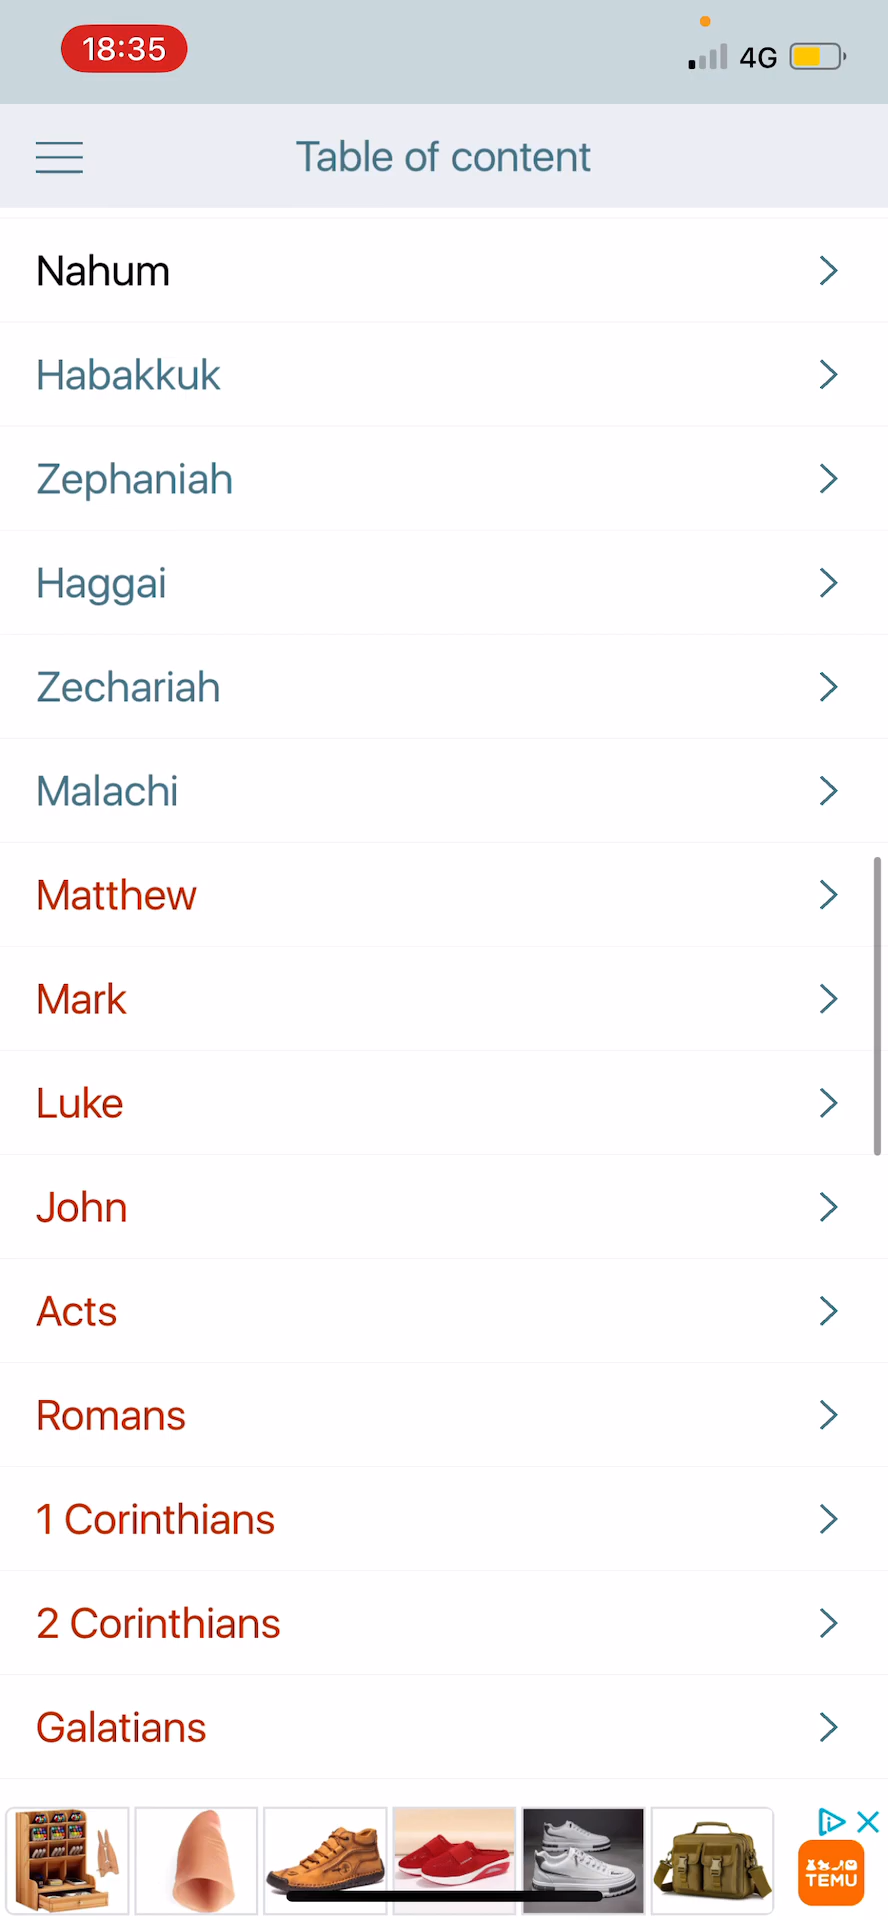 18:35
4G
Table of content
Nahum
Habakkuk
Zephaniah
Haggai
Zechariah
Malachi
Matthew
Mark
Luke
John
Acts
Romans
1 Corinthians
2 Corinthians
Galatians
TEMU